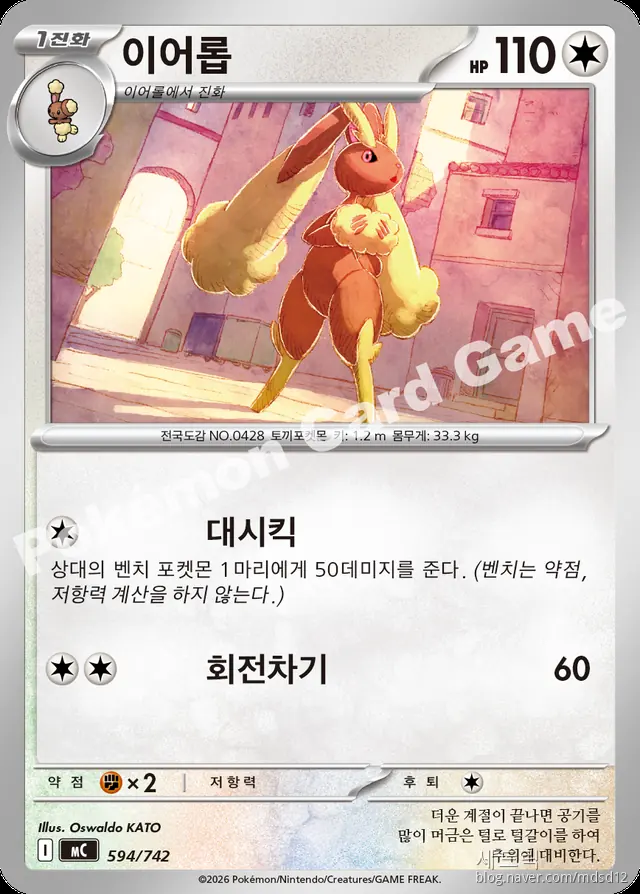 1진화
이어롭
HP 110
이어롤에서 진화
전국도감 NO.0428 토끼포켓몬 키: 1.2 m 몸무게: 33.3 kg
Pokémon Card Game
대시킥
상대의 벤치 포켓몬 1마리에게 50데미지를 준다. (벤치는 약점,
저항력 계산을 하지 않는다.)
회전차기 60
약점 ×2 저항력 후퇴
Illus. Oswaldo KATO
I MC 594/742
더운 계절이 끝나면 공기를
많이 머금은 털로 털갈이를 하여
추위에 대비한다.
blog.naver.com/mdsd12
©2026 Pokémon/Nintendo/Creatures/GAME FREAK.